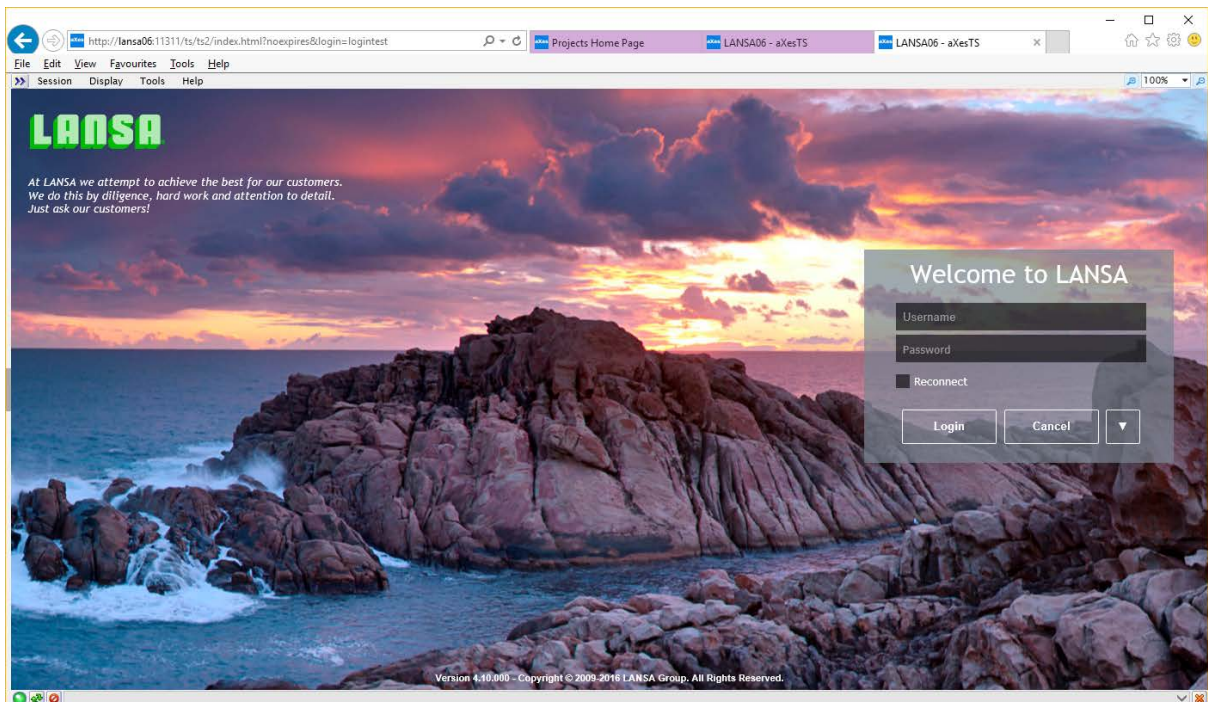 http://lansa06:11311/ts/ts2/index.html?noexpires&login=logintest
Projects Home Page
LANSA06 - aXesTS
LANSA06 - aXesTS
File Edit View Favourites Tools Help
Session Display Tools Help
100%
LANSA
At LANSA we attempt to achieve the best for our customers.
We do this by diligence, hard work and attention to detail.
Just ask our customers!
Welcome to LANSA
Username
Password
Reconnect
Login Cancel
Version 4.10.000 - Copyright © 2009-2016 LANSA Group. All Rights Reserved.